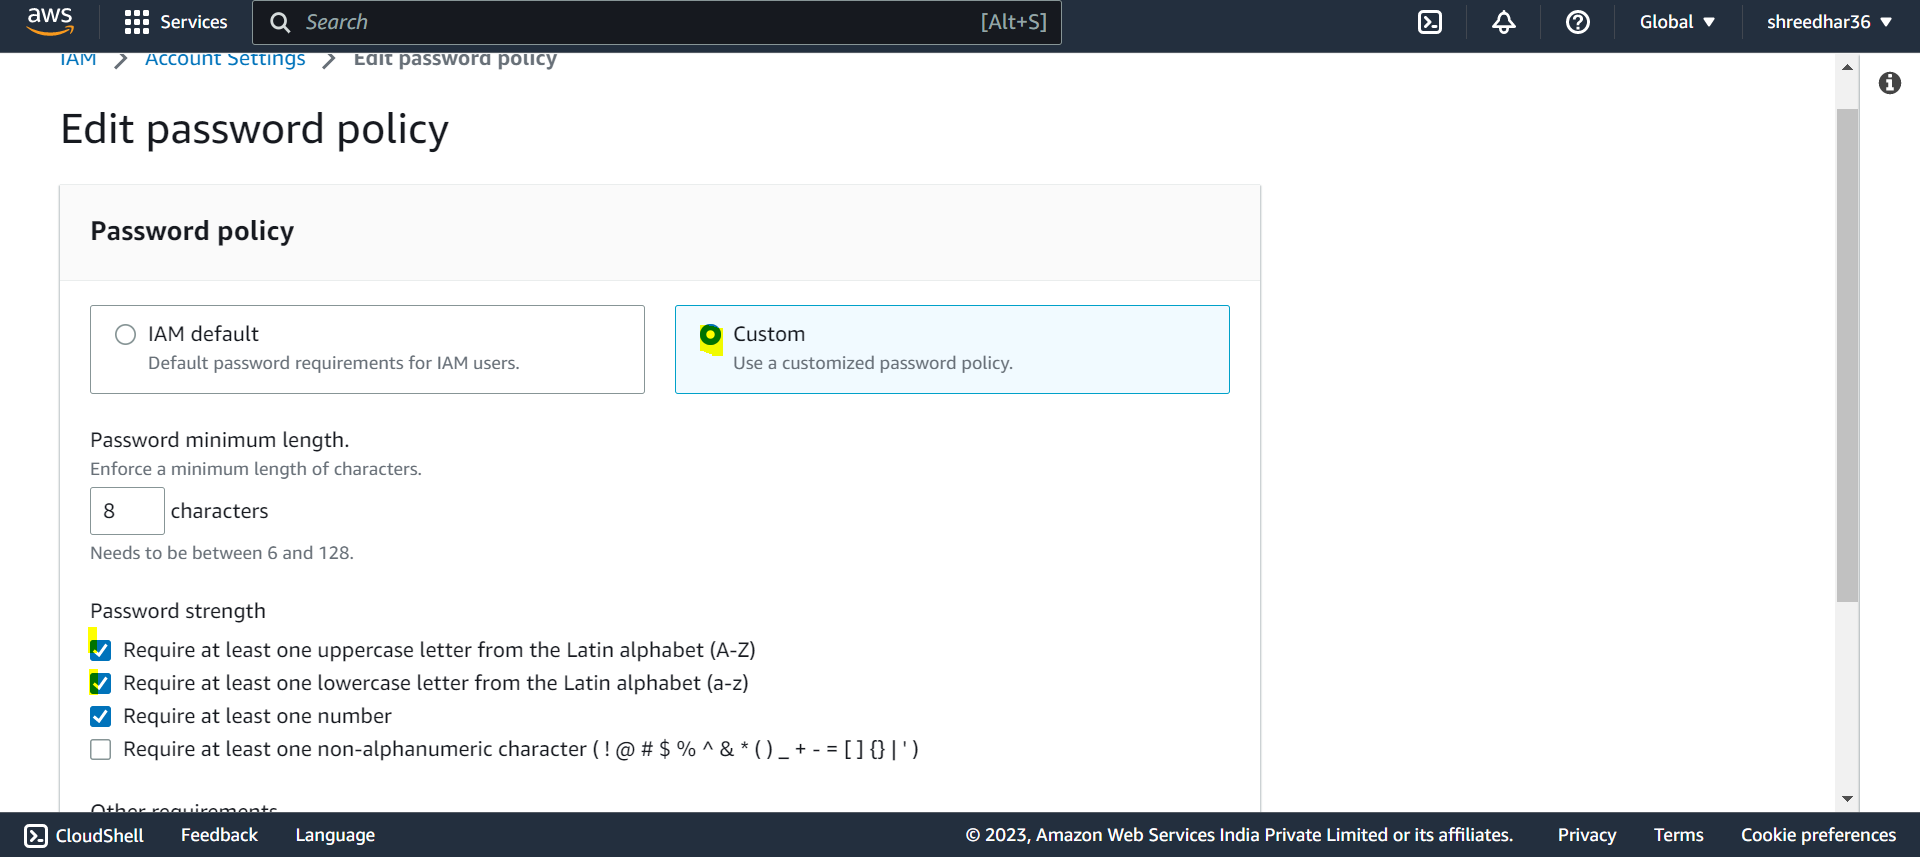 aws Services Search [Alt+S] Global shreedhar36
IAM > Account Settings > Edit password policy
Edit password policy
Password policy
IAM default
Default password requirements for IAM users.
Custom
Use a customized password policy.
Password minimum length.
Enforce a minimum length of characters.
8 characters
Needs to be between 6 and 128.
Password strength
Require at least one uppercase letter from the Latin alphabet (A-Z)
Require at least one lowercase letter from the Latin alphabet (a-z)
Require at least one number
Require at least one non-alphanumeric character ( ! @ # $ % ^ & * ( ) _ + - = [ ] {} | ' )
Other requirements
CloudShell Feedback Language © 2023, Amazon Web Services India Private Limited or its affiliates. Privacy Terms Cookie preferences